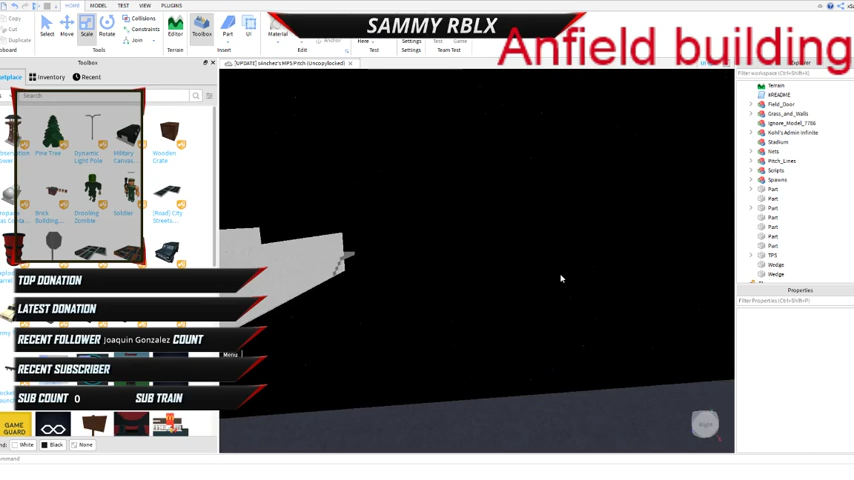 HOME MODEL TEST VIEW PLUGINS
Copy
Cut
Duplicate
Select Move Scale Rotate
Collisions
Constraints
Join
Tools
Editor
Terrain
Toolbox
Part
UI
Insert
Material
Edit
Here
Test
Settings
Game
Settings
Team Test
SAMMY RBLX
Anfield building
Toolbox
[UPDATE] sánchez's MPS Pitch (Uncopylocked)
Inventory Recent
Search
Pine Tree
Dynamic Light Pole
Military Canvas...
Wooden Crate
Brick Building...
Drooling Zombie
Soldier
[Road] City Streets...
TOP DONATION
LATEST DONATION
RECENT FOLLOWER Joaquin Gonzalez COUNT
RECENT SUBSCRIBER
SUB COUNT 0 SUB TRAIN
Menu
GAME GUARD
White Black None
Right
Explorer
Filter workspace (Ctrl+Shift+X)
Terrain
#README
Field_Door
Grass_and_Walls
Ignore_Model_7786
Kohl's Admin Infinite
Stadium
Nets
Pitch_Lines
Scripts
Spawns
Part
Part
Part
Part
Part
Part
Part
TPS
Wedge
Wedge
Properties
Filter Properties (Ctrl+Shift+P)